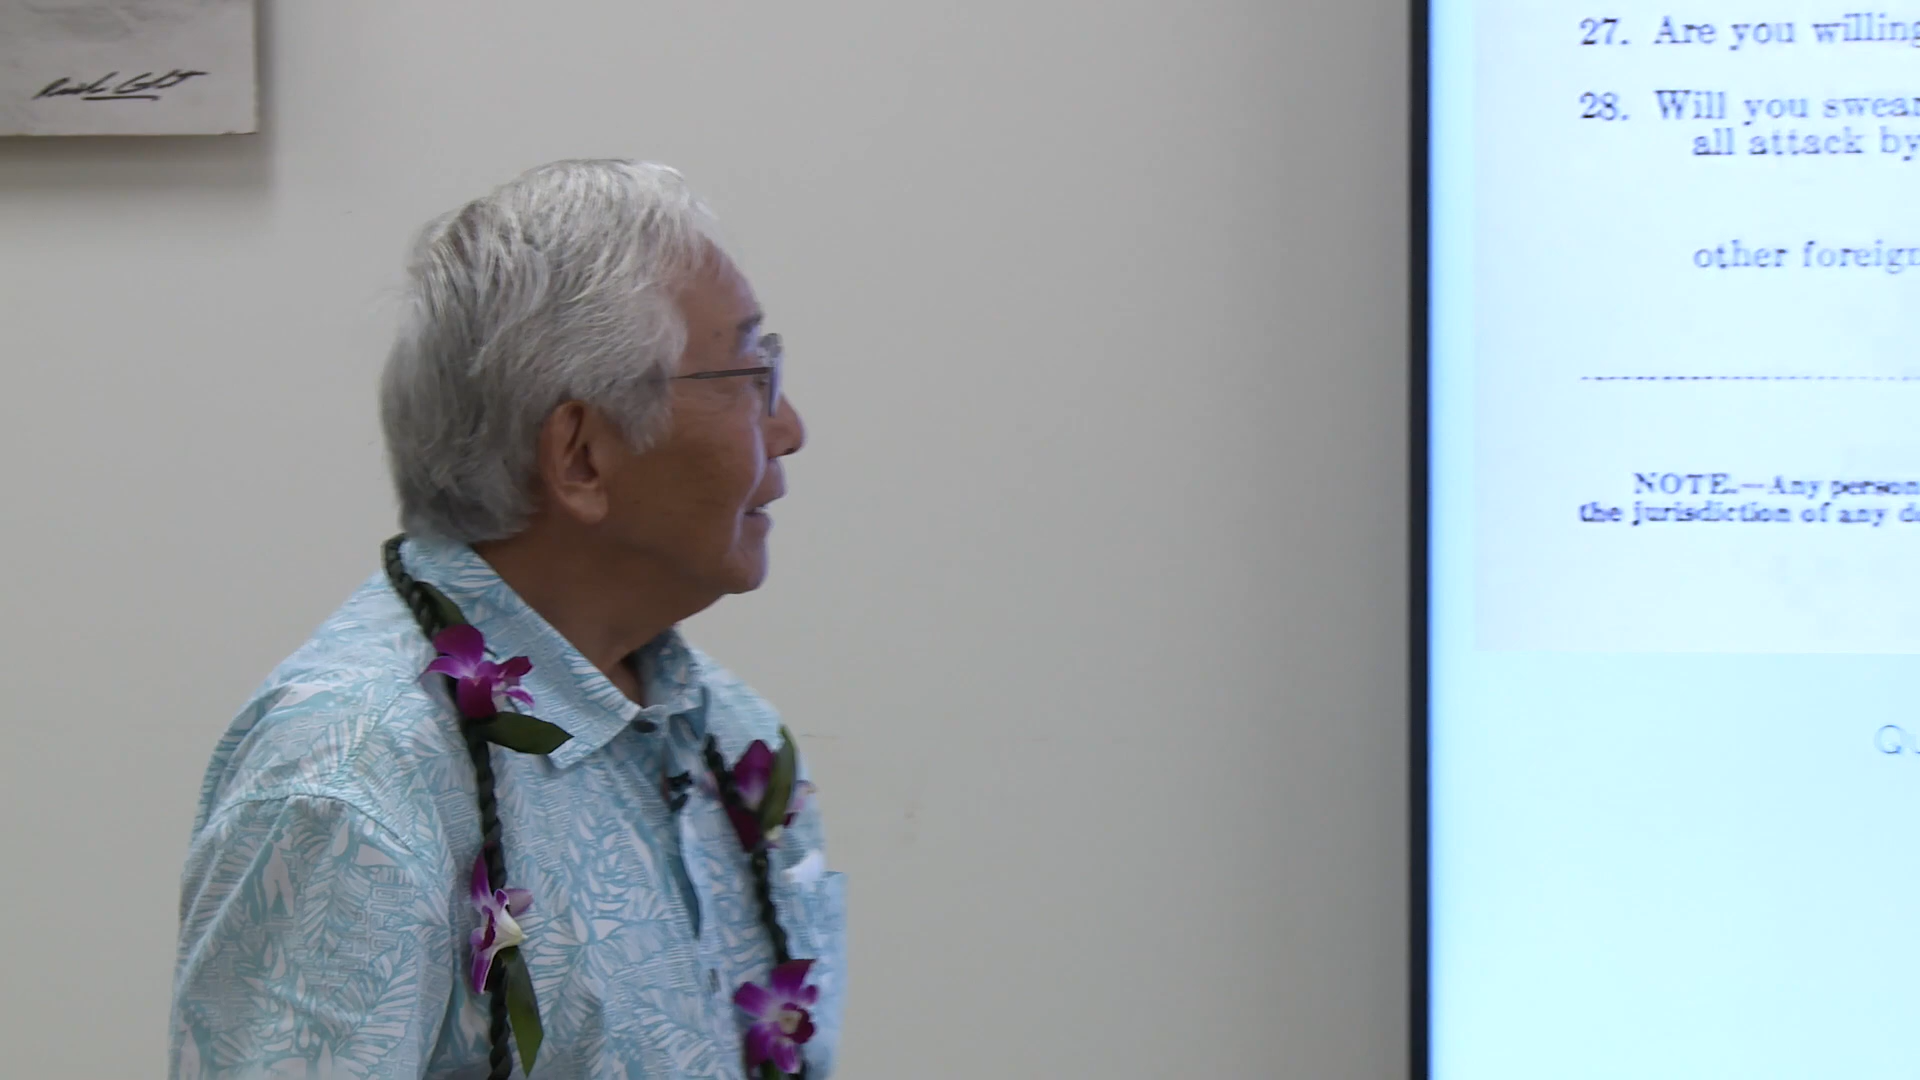 27. Are you willing
28. Will you swear
all attack by
other foreign
NOTE.—Any person
the jurisdiction of any d
Qu